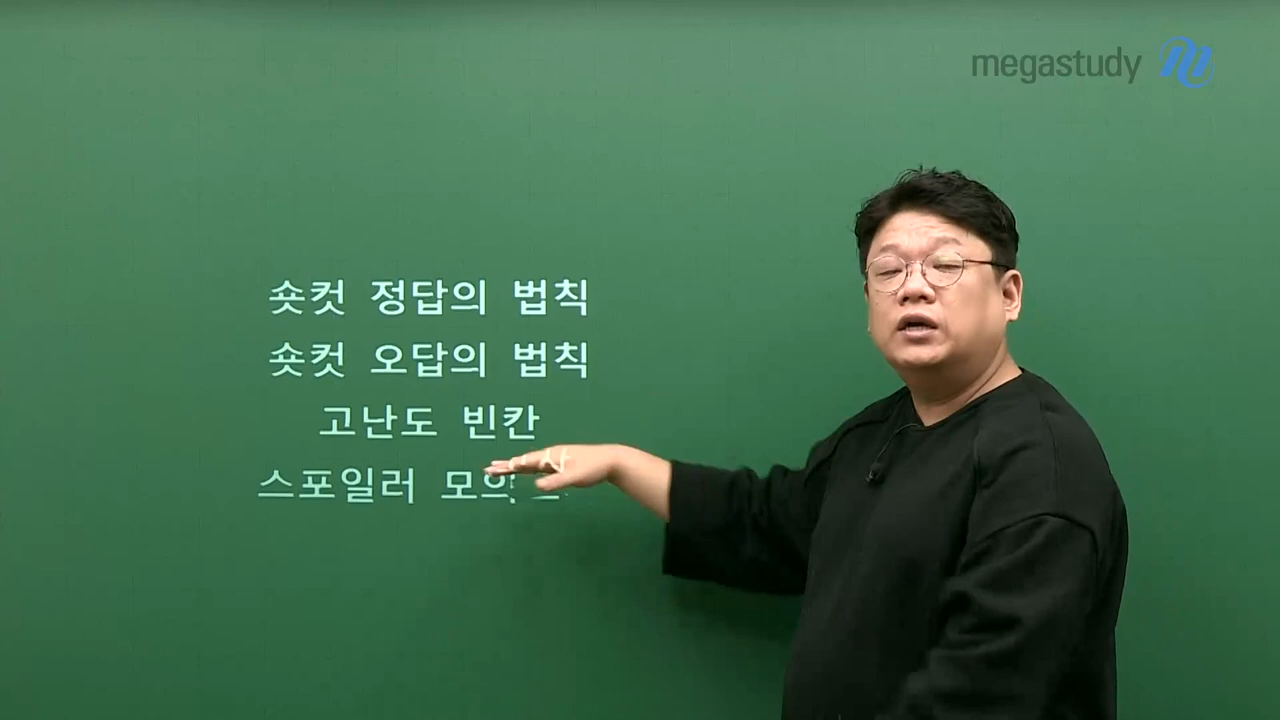 megastudy
숏컷 정답의 법칙
숏컷 오답의 법칙
고난도 빈칸
스포일러 모의